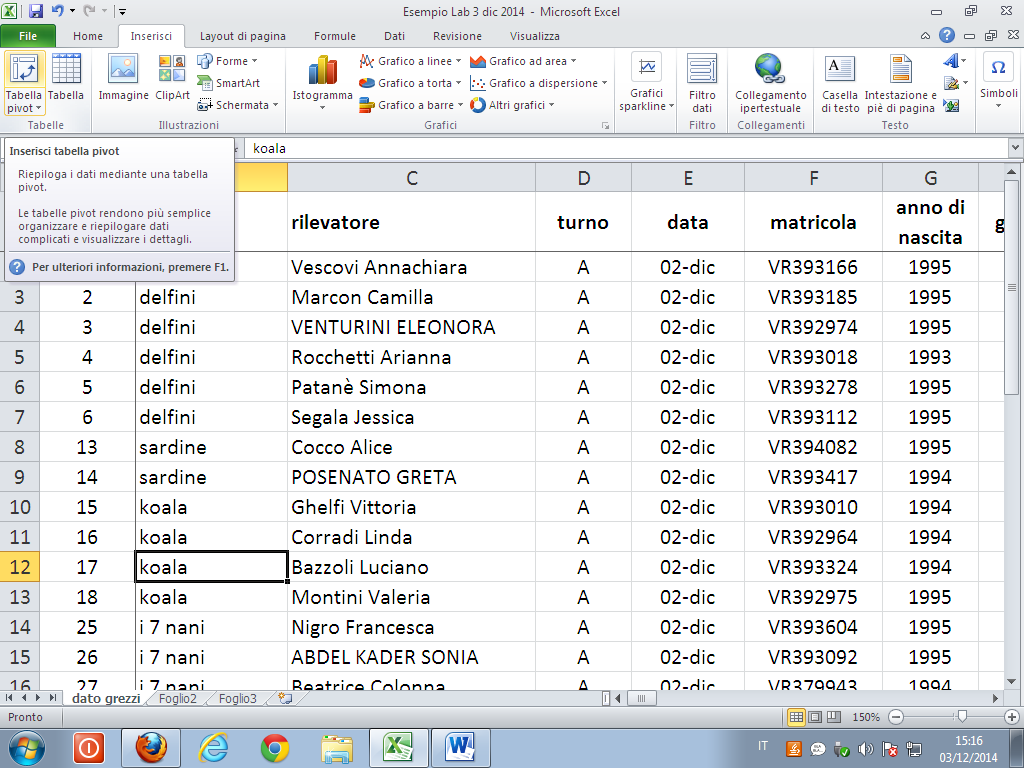 Esempio Lab 3 dic 2014 - Microsoft Excel
File Home Inserisci Layout di pagina Formule Dati Revisione Visualizza
Tabella pivot
Tabella
Tabelle
Immagine
ClipArt
Forme
SmartArt
Schermata
Illustrazioni
Istogramma
Grafico a linee
Grafico a torta
Grafico a barre
Grafico ad area
Grafico a dispersione
Altri grafici
Grafici
Grafici sparkline
Filtro dati
Filtro
Collegamento ipertestuale
Collegamenti
Casella di testo
Intestazione e piè di pagina
Testo
Simboli
koala
Inserisci tabella pivot
Riepiloga i dati mediante una tabella
pivot.
Le tabelle pivot rendono più semplice
organizzare e riepilogare dati
complicati e visualizzare i dettagli.
Per ulteriori informazioni, premere F1.
C D E F G
rilevatore turno data matricola anno di nascita g
Vescovi Annachiara A 02-dic VR393166 1995
3 2 delfini Marcon Camilla A 02-dic VR393185 1995
4 3 delfini VENTURINI ELEONORA A 02-dic VR392974 1995
5 4 delfini Rocchetti Arianna A 02-dic VR393018 1993
6 5 delfini Patanè Simona A 02-dic VR393278 1995
7 6 delfini Segala Jessica A 02-dic VR393112 1995
8 13 sardine Cocco Alice A 02-dic VR394082 1995
9 14 sardine POSENATO GRETA A 02-dic VR393417 1994
10 15 koala Ghelfi Vittoria A 02-dic VR393010 1994
11 16 koala Corradi Linda A 02-dic VR392964 1994
12 17 koala Bazzoli Luciano A 02-dic VR393324 1994
13 18 koala Montini Valeria A 02-dic VR392975 1995
14 25 i 7 nani Nigro Francesca A 02-dic VR393604 1995
15 26 i 7 nani ABDEL KADER SONIA A 02-dic VR393092 1995
16 27 i 7 nani Beatrice Colonna A 02-dic VR379943 1994
dato grezzi Foglio2 Foglio3
Pronto 150%
IT 15:16
03/12/2014